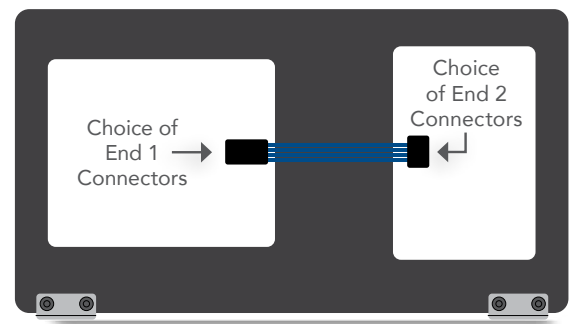 Choice of
End 1
Connectors
Choice
of End 2
Connectors